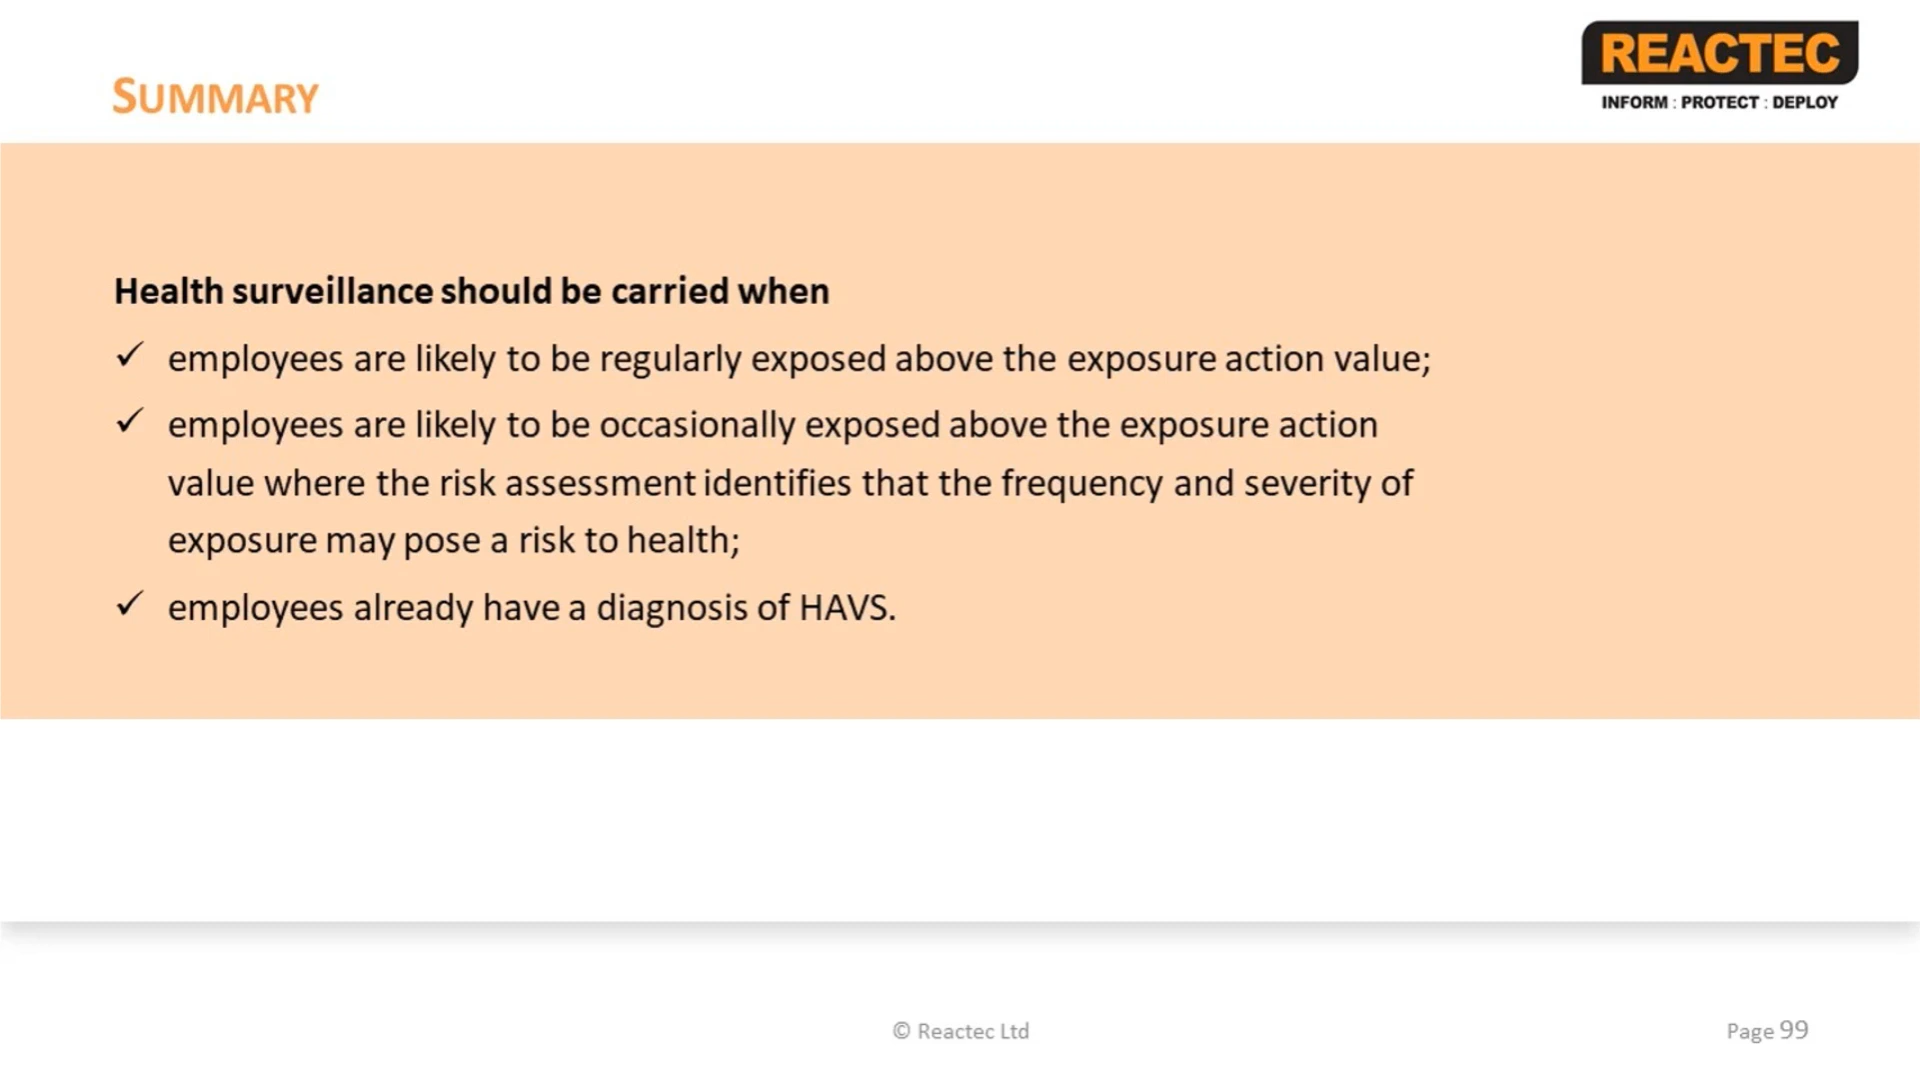 SUMMARY
REACTEC
INFORM : PROTECT : DEPLOY
Health surveillance should be carried when
✓ employees are likely to be regularly exposed above the exposure action value;
✓ employees are likely to be occasionally exposed above the exposure action
value where the risk assessment identifies that the frequency and severity of
exposure may pose a risk to health;
✓ employees already have a diagnosis of HAVS.
© Reactec Ltd
Page 99